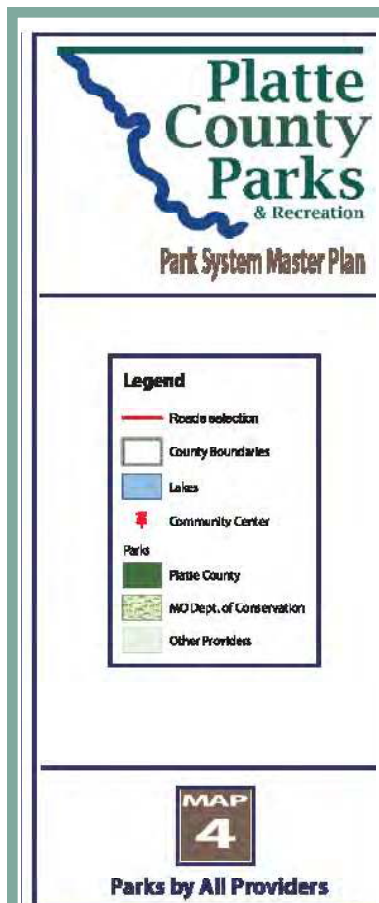 Platte
County
Parks
& Recreation
Park System Master Plan
Legend
Roads selection
County Boundaries
Lakes
Community Center
Parks
Platte County
MO Dept. of Conservation
Other Providers
MAP
4
Parks by All Providers